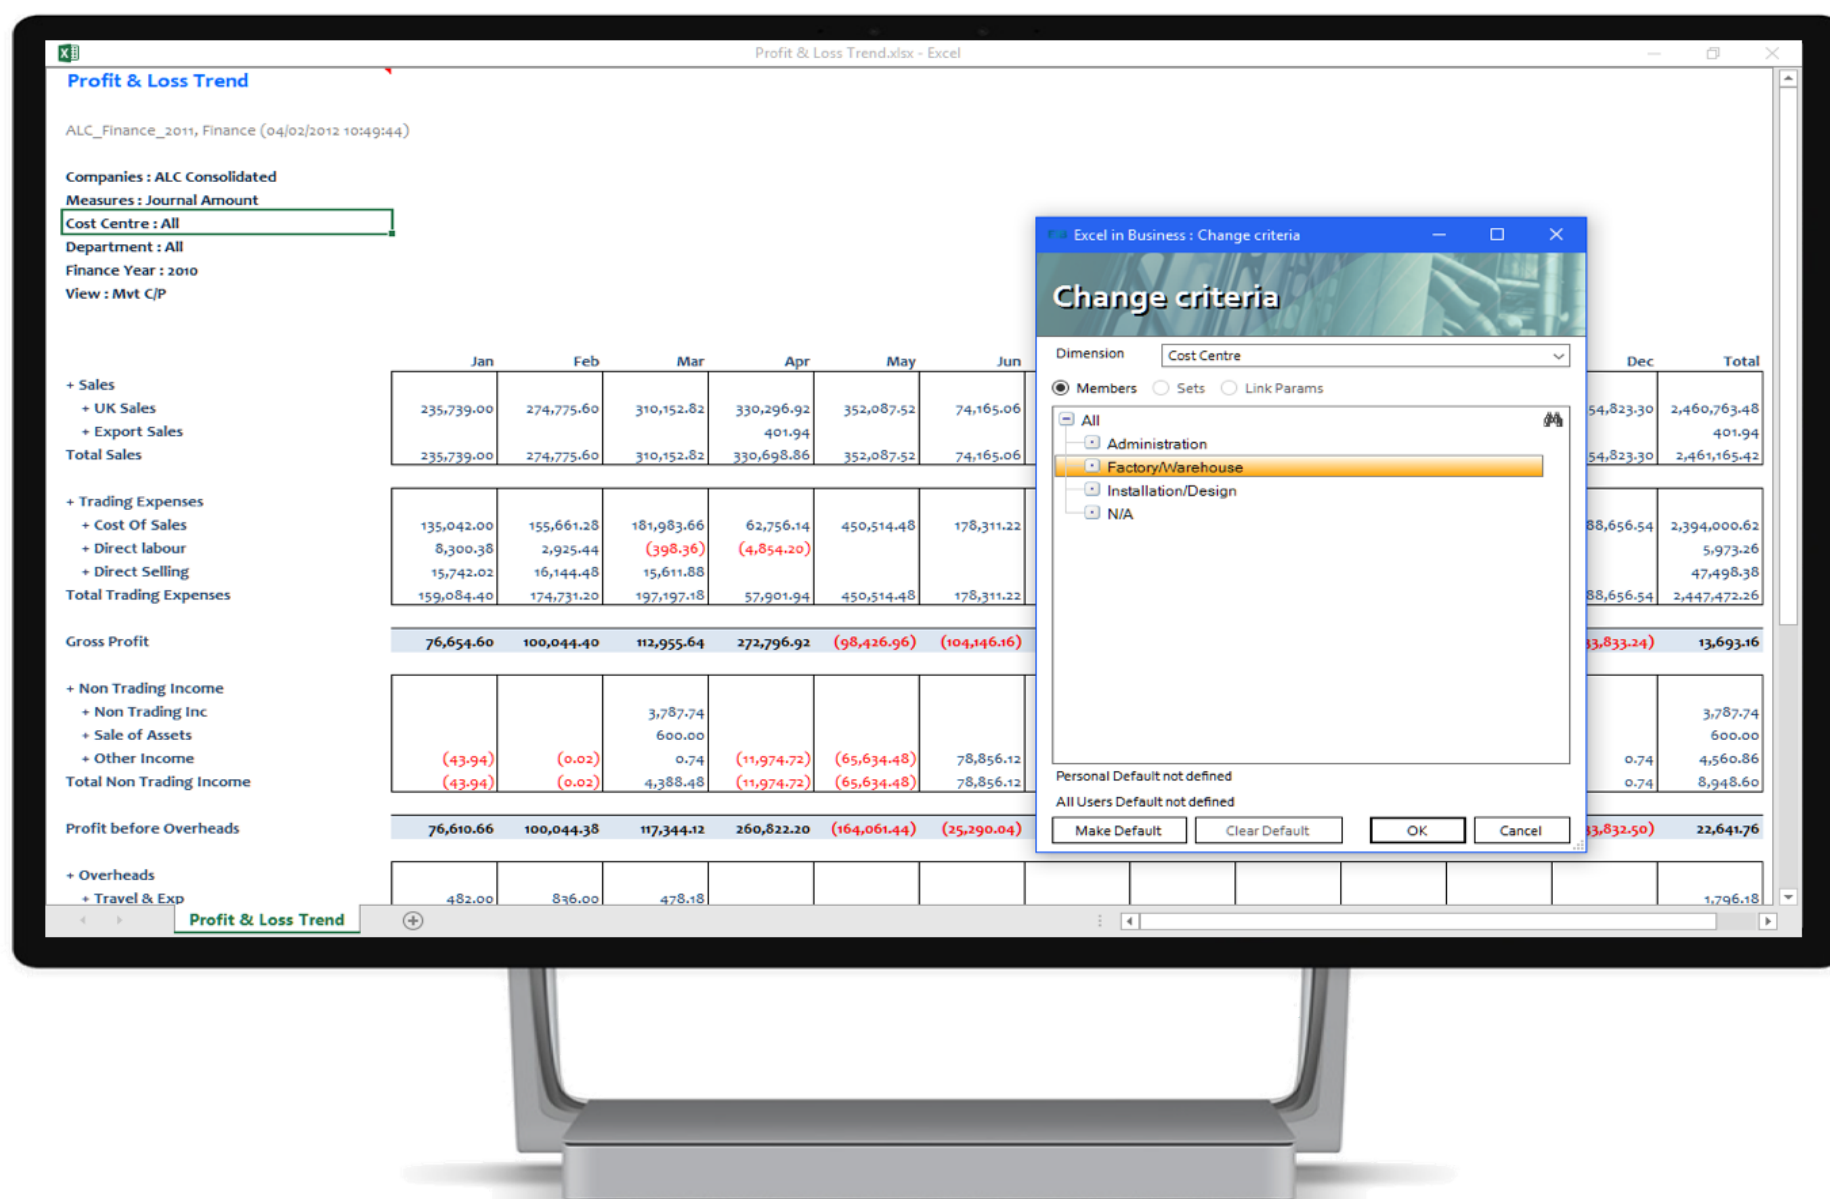 Profit & Loss Trend.xlsx - Excel
Profit & Loss Trend
ALC_Finance_2011, Finance (04/02/2012 10:49:44)
Companies : ALC Consolidated
Measures : Journal Amount
Cost Centre : All
Department : All
Finance Year : 2010
View : Mvt C/P
Jan Feb Mar Apr May Jun Dec Total
+ Sales
+ UK Sales 235,739.00 274,775.60 310,152.82 330,296.92 352,087.52 74,165.06 54,823.30 2,460,763.48
+ Export Sales 401.94 401.94
Total Sales 235,739.00 274,775.60 310,152.82 330,698.86 352,087.52 74,165.06 54,823.30 2,461,165.42
+ Trading Expenses
+ Cost Of Sales 135,042.00 155,661.28 181,983.66 62,756.14 450,514.48 178,311.22 88,656.54 2,394,000.62
+ Direct labour 8,300.38 2,925.44 (398.36) (4,854.20) 5,973.26
+ Direct Selling 15,742.02 16,144.48 15,611.88 47,498.38
Total Trading Expenses 159,084.40 174,731.20 197,197.18 57,901.94 450,514.48 178,311.22 88,656.54 2,447,472.26
Gross Profit 76,654.60 100,044.40 112,955.64 272,796.92 (98,426.96) (104,146.16) 33,833.24) 13,693.16
+ Non Trading Income
+ Non Trading Inc 3,787.74 3,787.74
+ Sale of Assets 600.00 600.00
+ Other Income (43.94) (0.02) 0.74 (11,974.72) (65,634.48) 78,856.12 0.74 4,560.86
Total Non Trading Income (43.94) (0.02) 4,388.48 (11,974.72) (65,634.48) 78,856.12 0.74 8,948.60
Profit before Overheads 76,610.66 100,044.38 117,344.12 260,822.20 (164,061.44) (25,290.04) 33,832.50) 22,641.76
+ Overheads
+ Travel & Exp 482.00 836.00 478.18 1,796.18
Profit & Loss Trend
Excel in Business : Change criteria
Change criteria
Dimension Cost Centre
Members Sets Link Params
All
Administration
Factory/Warehouse
Installation/Design
N/A
Personal Default not defined
All Users Default not defined
Make Default Clear Default OK Cancel